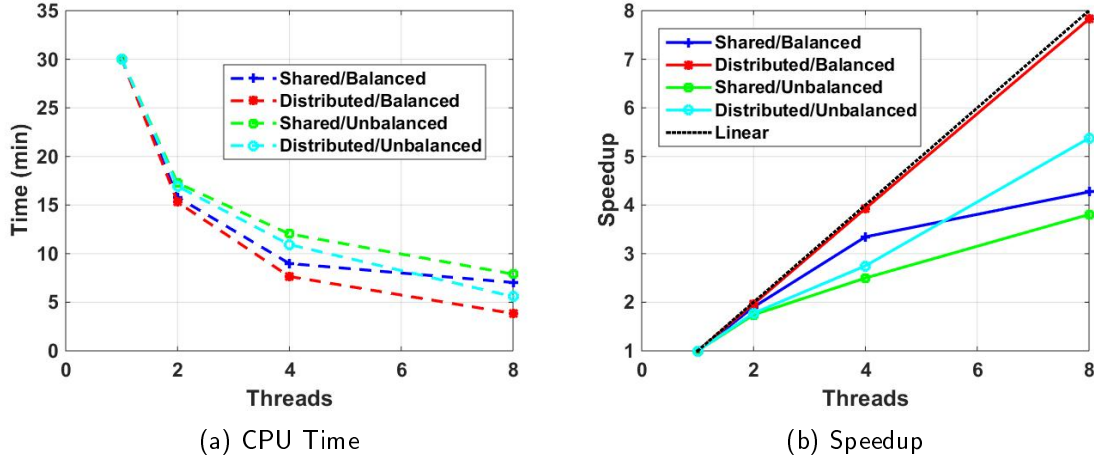 35
30
25
20
15
10
5
0
Time (min)
0 2 4 6 8
Threads
Shared/Balanced
Distributed/Balanced
Shared/Unbalanced
Distributed/Unbalanced
(a) CPU Time
8
7
6
5
4
3
2
1
Speedup
0 2 4 6 8
Threads
Shared/Balanced
Distributed/Balanced
Shared/Unbalanced
Distributed/Unbalanced
Linear
(b) Speedup